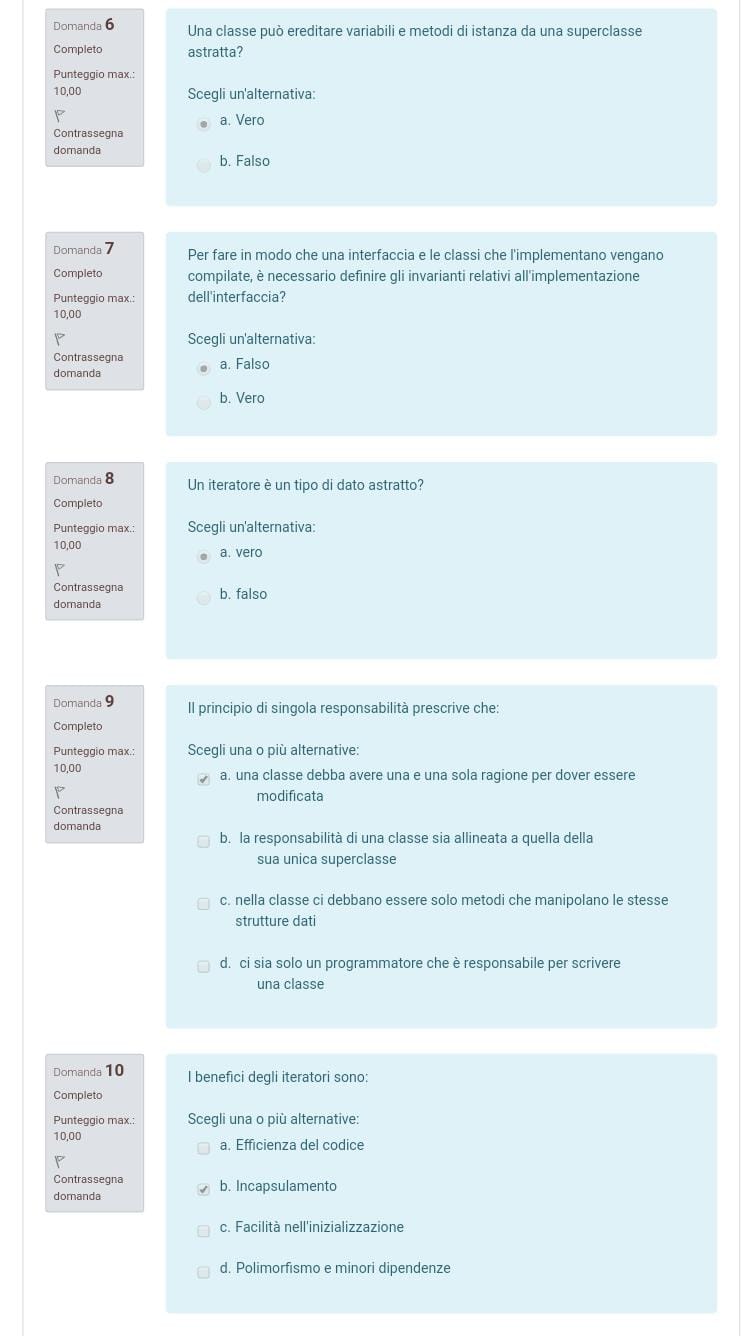 Domanda 6
Completo
Punteggio max.:
10,00
Contrassegna
domanda
Una classe può ereditare variabili e metodi di istanza da una superclasse
astratta?
Scegli un'alternativa:
a. Vero
b. Falso
Domanda 7
Completo
Punteggio max.:
10,00
Contrassegna
domanda
Per fare in modo che una interfaccia e le classi che l'implementano vengano
compilate, è necessario definire gli invarianti relativi all'implementazione
dell'interfaccia?
Scegli un'alternativa:
a. Falso
b. Vero
Domanda 8
Completo
Punteggio max.:
10,00
Contrassegna
domanda
Un iteratore è un tipo di dato astratto?
Scegli un'alternativa:
a. vero
b. falso
Domanda 9
Completo
Punteggio max.:
10,00
Contrassegna
domanda
Il principio di singola responsabilità prescrive che:
Scegli una o più alternative:
a. una classe debba avere una e una sola ragione per dover essere
modificata
b. la responsabilità di una classe sia allineata a quella della
sua unica superclasse
c. nella classe ci debbano essere solo metodi che manipolano le stesse
strutture dati
d. ci sia solo un programmatore che è responsabile per scrivere
una classe
Domanda 10
Completo
Punteggio max.:
10,00
Contrassegna
domanda
I benefici degli iteratori sono:
Scegli una o più alternative:
a. Efficienza del codice
b. Incapsulamento
c. Facilità nell'inizializzazione
d. Polimorfismo e minori dipendenze